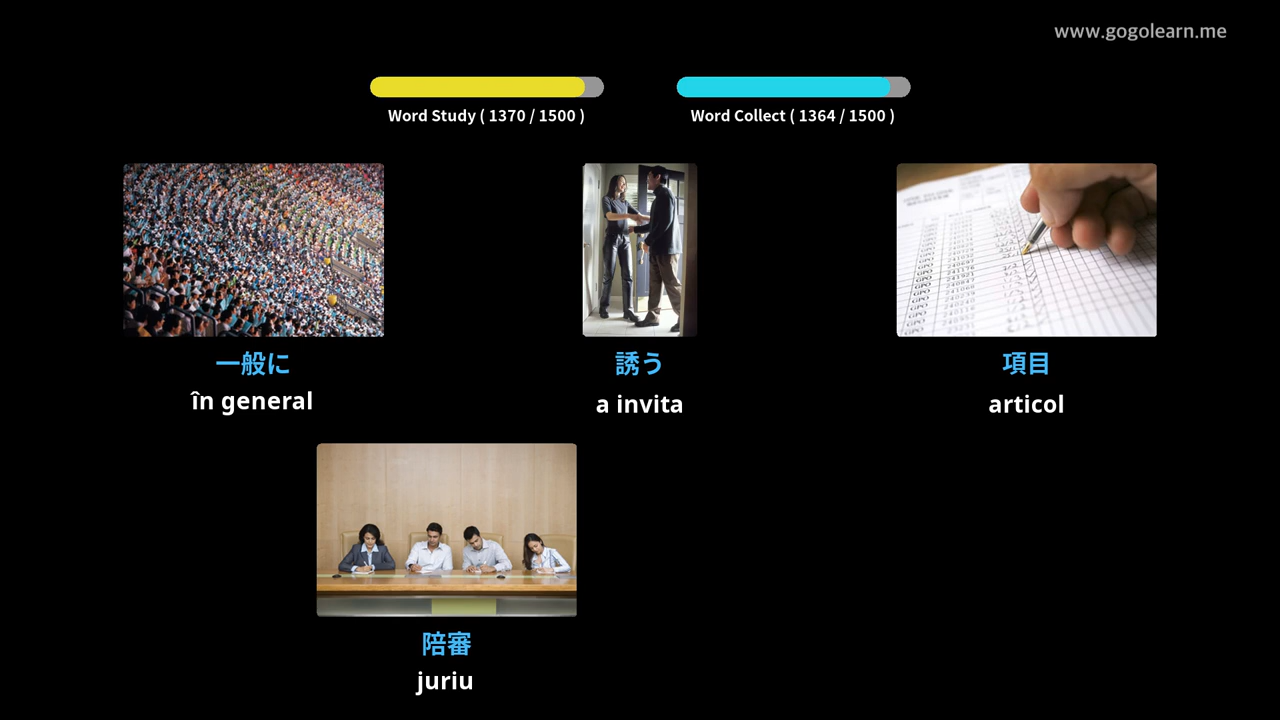 www.gogolearn.me
Word Study ( 1370 / 1500 )
Word Collect ( 1364 / 1500 )
一般に
în general
誘う
a invita
項目
articol
陪審
juriu